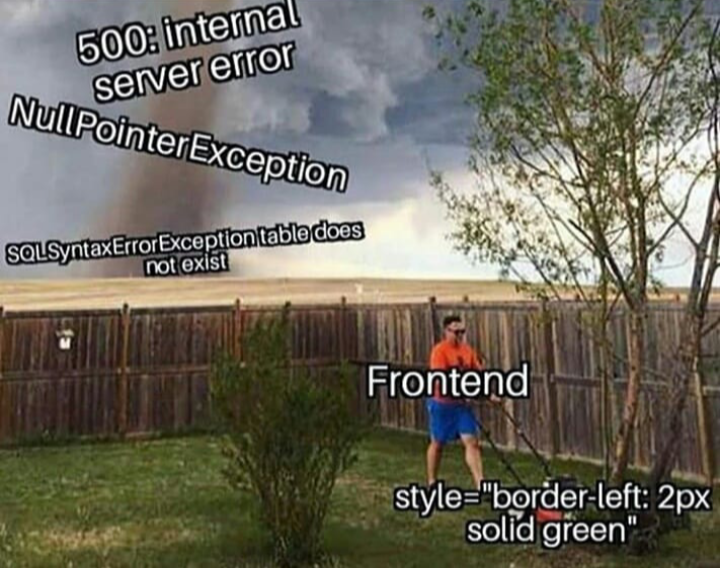 500: internal
server error
NullPointerException
SQLSyntaxErrorException table does
not exist
Frontend
style="border-left: 2px
solid green"